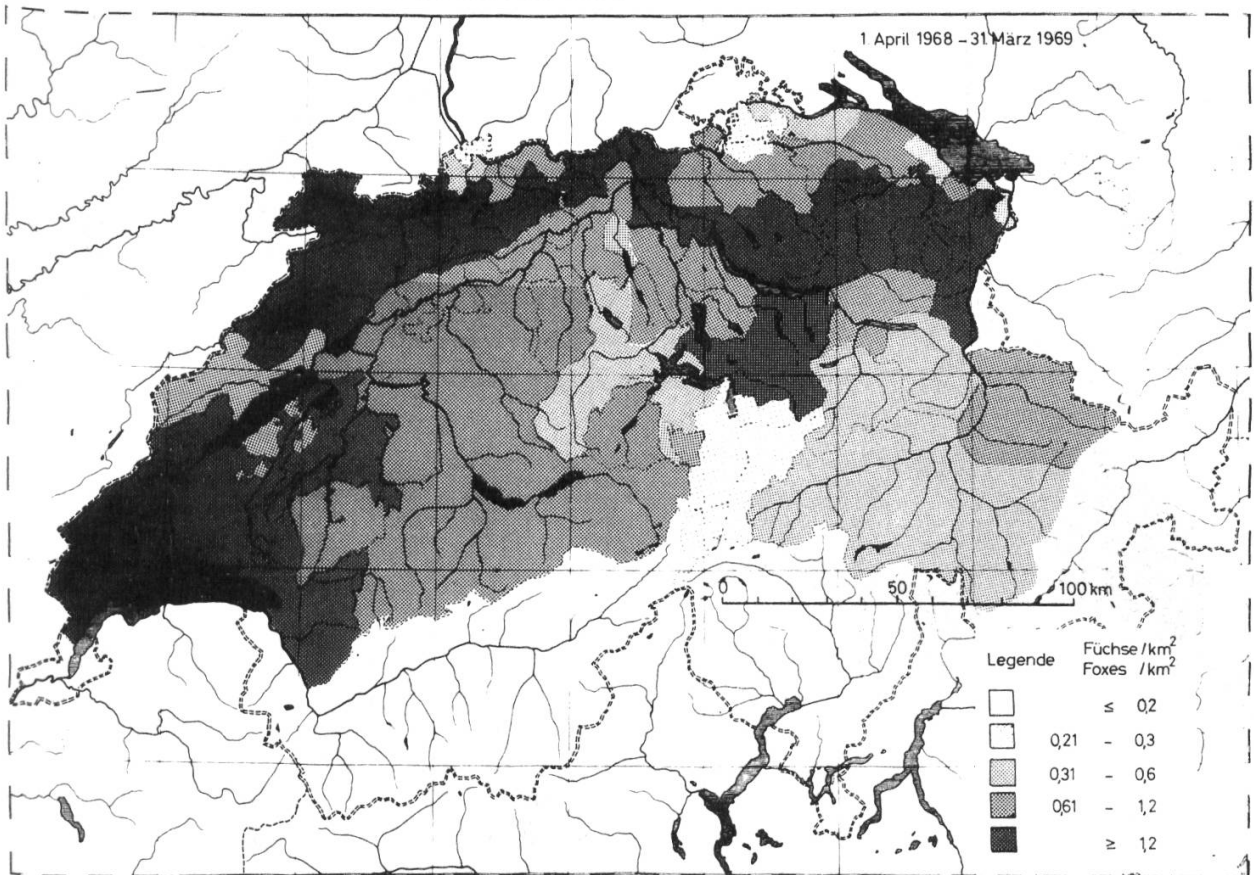 1. April 1968 – 31. März 1969
0 50 100 km
Legende Füchse /km²
Foxes /km²
≤ 0,2
0,21 – 0,3
0,31 – 0,6
0,61 – 1,2
≥ 1,2